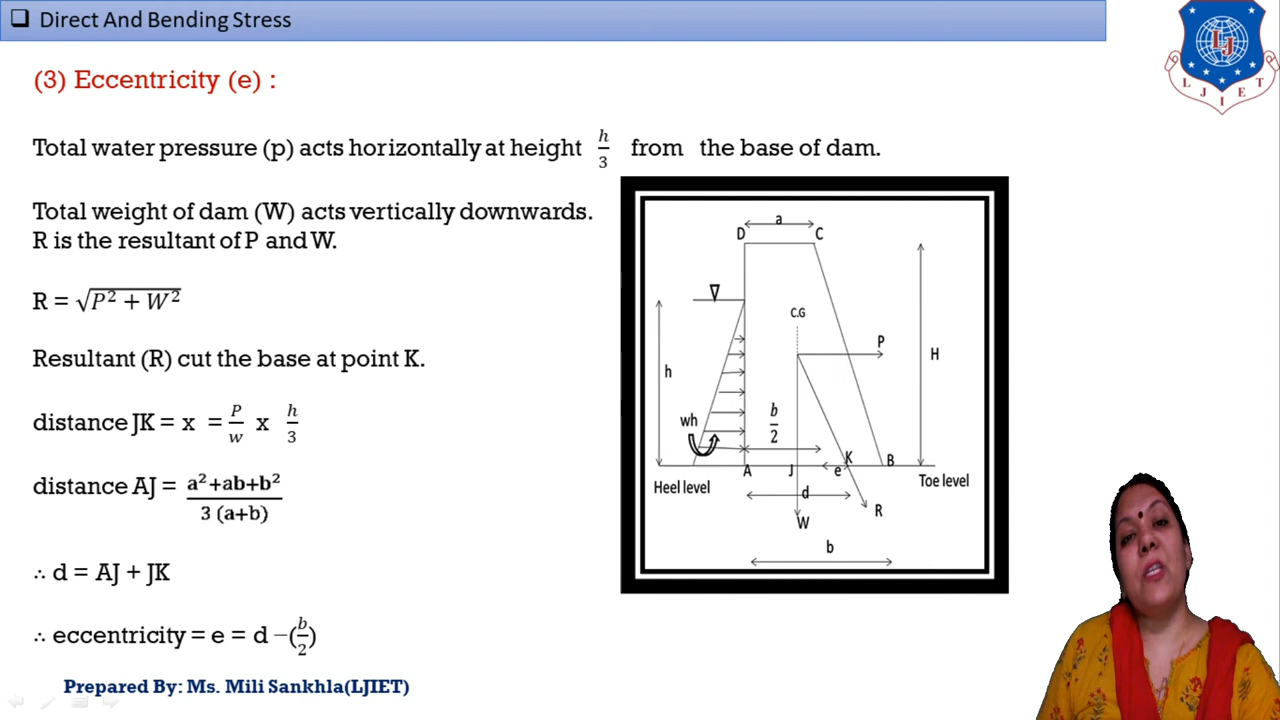 ❑ Direct And Bending Stress
LJIET
(3) Eccentricity (e) :
Total water pressure (p) acts horizontally at height h/3 from the base of dam.
Total weight of dam (W) acts vertically downwards.
R is the resultant of P and W.
R = √(P² + W²)
Resultant (R) cut the base at point K.
distance JK = x = P/w x h/3
distance AJ = a²+ab+b² / 3 (a+b)
∴ d = AJ + JK
∴ eccentricity = e = d −(b/2)
Prepared By: Ms. Mili Sankhla(LJIET)
a
D C
∇
C.G
P
H
h
wh
b/2
A J e K B
Heel level
Toe level
d
R
W
b